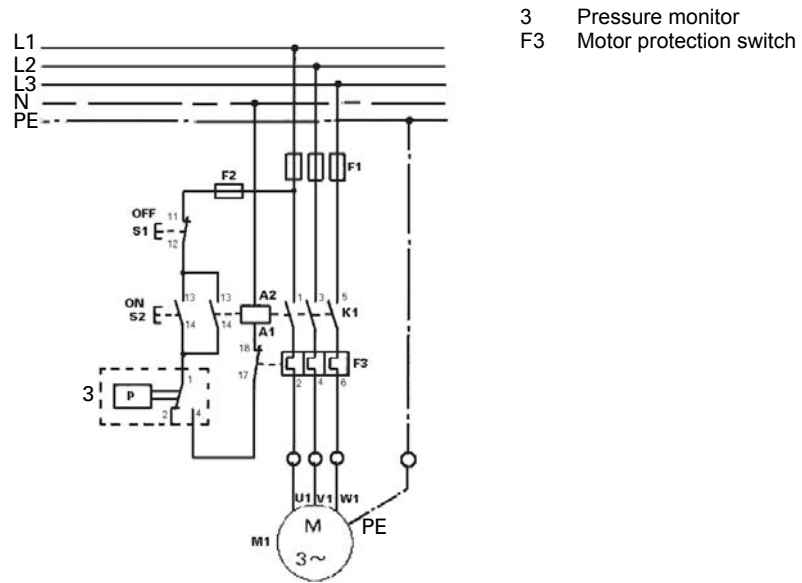 3 Pressure monitor
F3 Motor protection switch
L1
L2
L3
N
PE
F1
F2
OFF 11
S1
12
A2 1 3 5
13 13
ON
S2
K1
14 14
A1
18
F3
17
2 4 6
1
3 P
2 4
U1 V1 W1
M1 M PE
3~